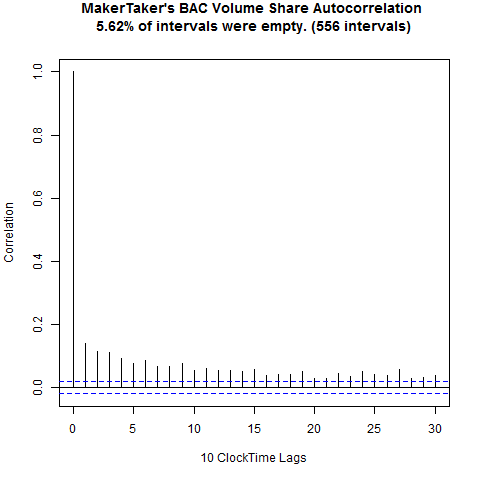 MakerTaker's BAC Volume Share Autocorrelation
5.62% of intervals were empty. (556 intervals)
Correlation
1.0
0.8
0.6
0.4
0.2
0.0
0 5 10 15 20 25 30
10 ClockTime Lags